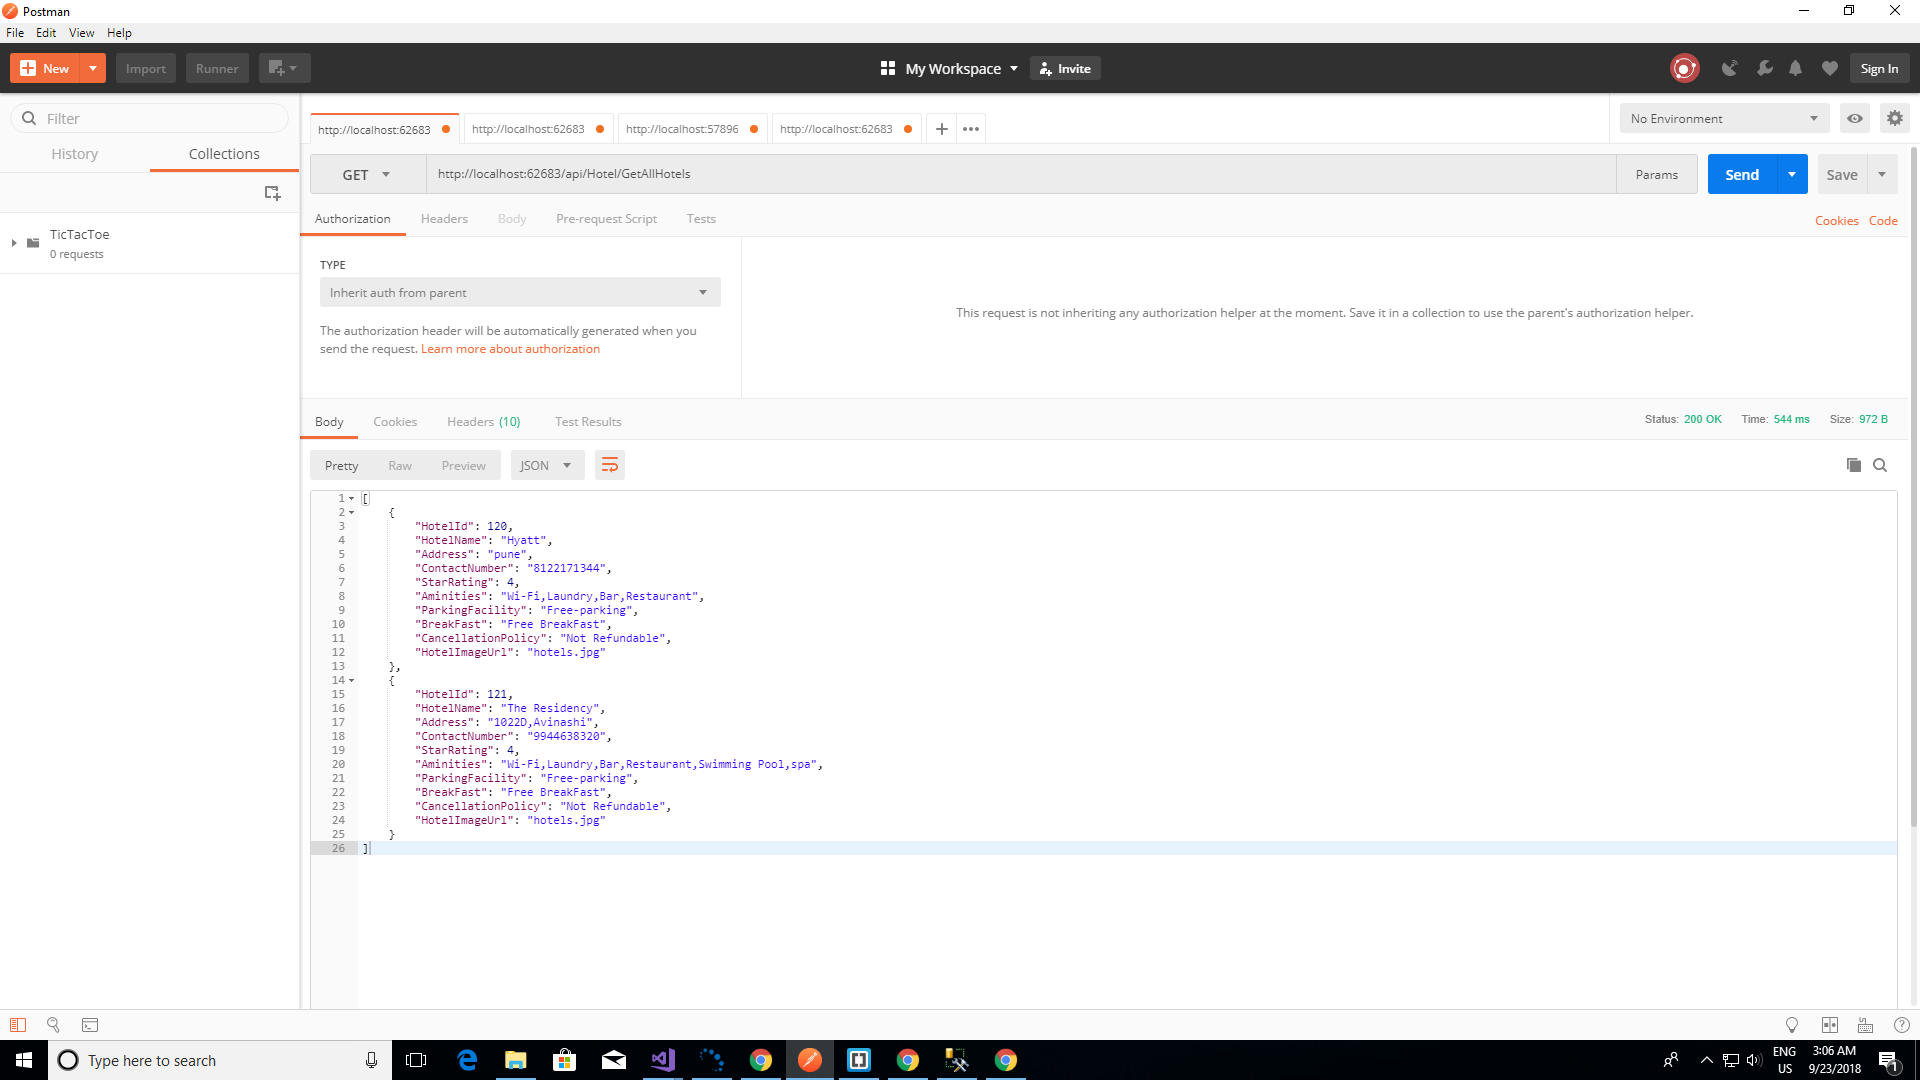 Postman
File Edit View Help
New Import Runner My Workspace Invite Sign In
Filter
History Collections
TicTacToe
0 requests
http://localhost:62683 http://localhost:62683 http://localhost:57896 http://localhost:62683 No Environment
GET http://localhost:62683/api/Hotel/GetAllHotels Params Send Save
Authorization Headers Body Pre-request Script Tests Cookies Code
TYPE
Inherit auth from parent
The authorization header will be automatically generated when you
send the request. Learn more about authorization
This request is not inheriting any authorization helper at the moment. Save it in a collection to use the parent's authorization helper.
Body Cookies Headers (10) Test Results Status: 200 OK Time: 544 ms Size: 972 B
Pretty Raw Preview JSON
1 [
2 {
3 "HotelId": 120,
4 "HotelName": "Hyatt",
5 "Address": "pune",
6 "ContactNumber": "8122171344",
7 "StarRating": 4,
8 "Aminities": "Wi-Fi,Laundry,Bar,Restaurant",
9 "ParkingFacility": "Free-parking",
10 "BreakFast": "Free BreakFast",
11 "CancellationPolicy": "Not Refundable",
12 "HotelImageUrl": "hotels.jpg"
13 },
14 {
15 "HotelId": 121,
16 "HotelName": "The Residency",
17 "Address": "1022D,Avinashi",
18 "ContactNumber": "9944638320",
19 "StarRating": 4,
20 "Aminities": "Wi-Fi,Laundry,Bar,Restaurant,Swimming Pool,spa",
21 "ParkingFacility": "Free-parking",
22 "BreakFast": "Free BreakFast",
23 "CancellationPolicy": "Not Refundable",
24 "HotelImageUrl": "hotels.jpg"
25 }
26 ]
Type here to search
ENG
US
3:06 AM
9/23/2018
1